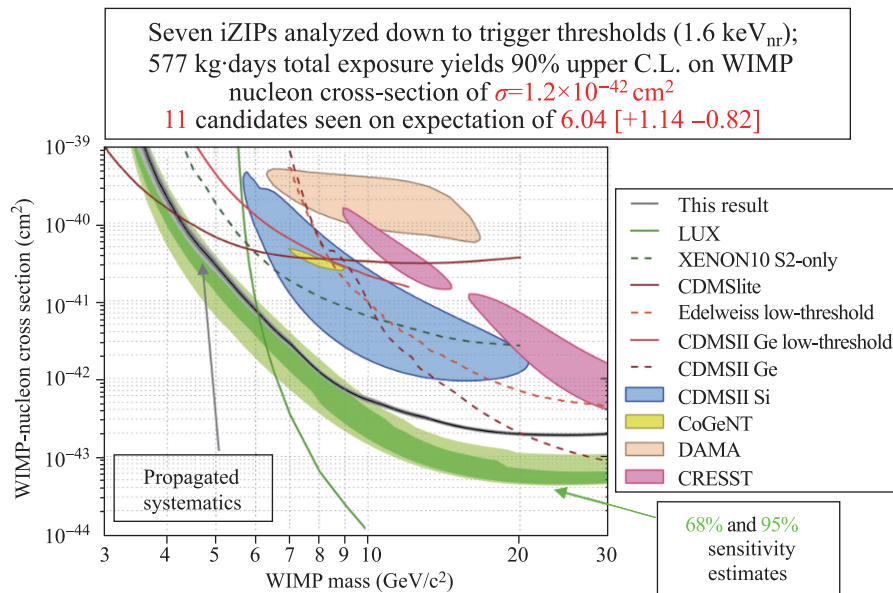 Seven iZIPs analyzed down to trigger thresholds (1.6 keVnr);
577 kg·days total exposure yields 90% upper C.L. on WIMP
nucleon cross-section of σ=1.2×10−42 cm2
11 candidates seen on expectation of 6.04 [+1.14 −0.82]
WIMP-nucleon cross section (cm2)
10−39
10−40
10−41
10−42
10−43
10−44
Propagated
systematics
3 4 5 6 7 8 9 10 20 30
WIMP mass (GeV/c2)
This result
LUX
XENON10 S2-only
CDMSlite
Edelweiss low-threshold
CDMSII Ge low-threshold
CDMSII Ge
CDMSII Si
CoGeNT
DAMA
CRESST
68% and 95%
sensitivity
estimates